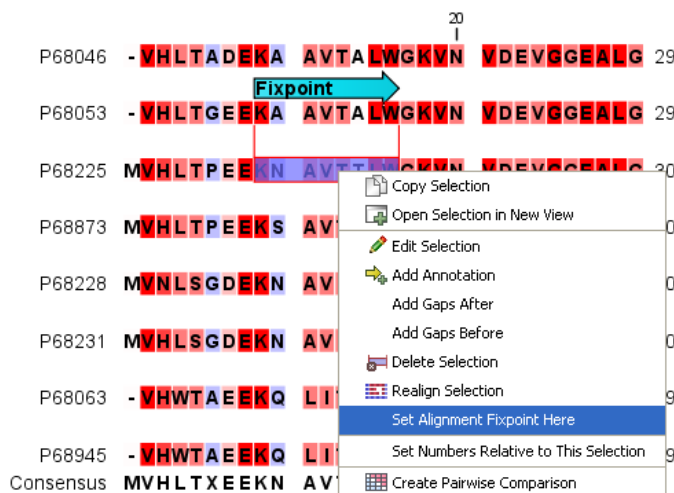 20
P68046 - VHLTADEKA AVTALWGKVN VDEVGGEALG 29
Fixpoint
P68053 - VHLTGEEKA AVTALWGKVN VDEVGGEALG 29
P68225 MVHLTPEEKN AVTTLWGKVN VDEVGGEALG 30
Copy Selection
P68873 MVHLTPEEKS AV
Open Selection in New View
Edit Selection
P68228 MVNLSGDEKN AV
Add Annotation
Add Gaps After
P68231 MVHLSGDEKN AV
Add Gaps Before
Delete Selection
P68063 - VHWTAEEKQ LI
Realign Selection
Set Alignment Fixpoint Here
P68945 - VHWTAEEKQ LI
Set Numbers Relative to This Selection
Consensus MVHLTXEEKN AV
Create Pairwise Comparison